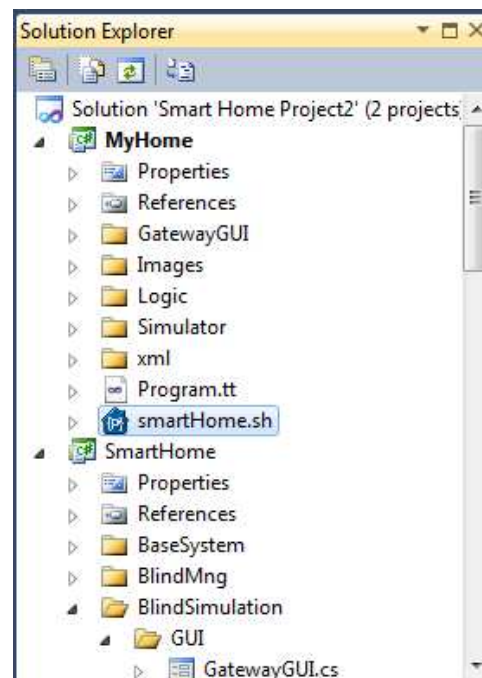 Solution Explorer
Solution 'Smart Home Project2' (2 projects
MyHome
Properties
References
GatewayGUI
Images
Logic
Simulator
xml
Program.tt
smartHome.sh
SmartHome
Properties
References
BaseSystem
BlindMng
BlindSimulation
GUI
GatewayGUI.cs